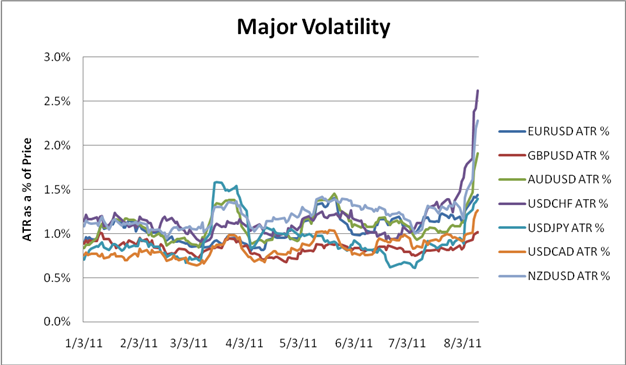 Major Volatility
ATR as a % of Price
3.0%
2.5%
2.0%
1.5%
1.0%
0.5%
0.0%
1/3/11 2/3/11 3/3/11 4/3/11 5/3/11 6/3/11 7/3/11 8/3/11
EURUSD ATR %
GBPUSD ATR %
AUDUSD ATR %
USDCHF ATR %
USDJPY ATR %
USDCAD ATR %
NZDUSD ATR %